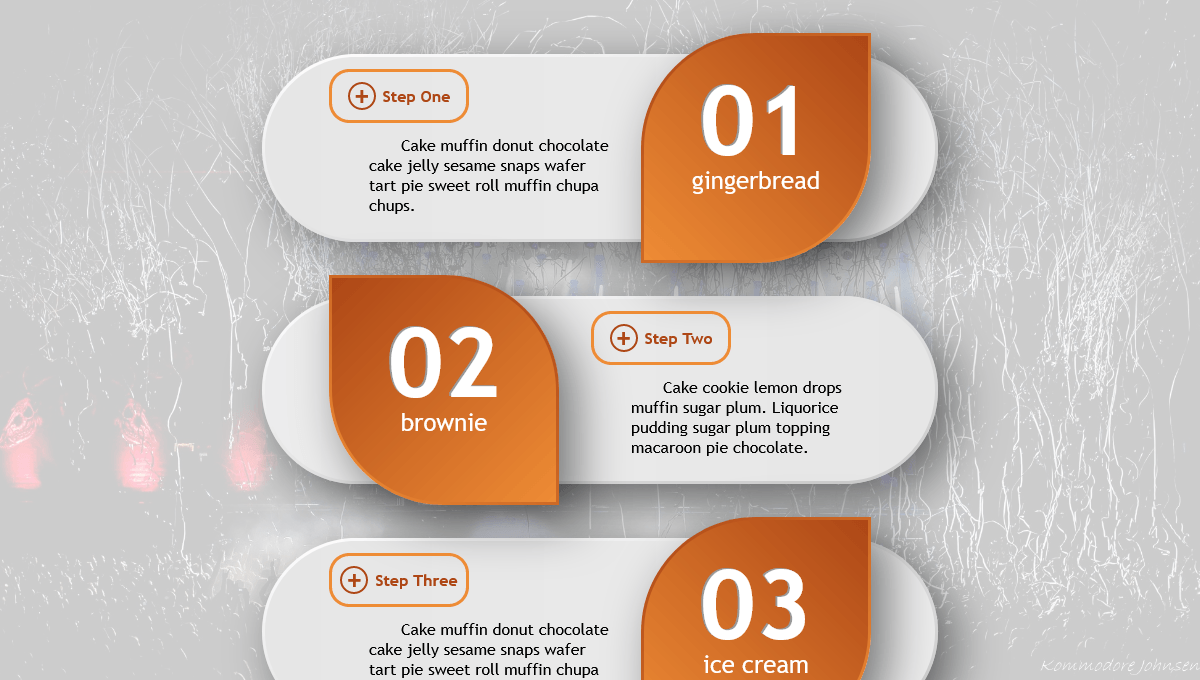 Step One
Cake muffin donut chocolate
cake jelly sesame snaps wafer
tart pie sweet roll muffin chupa
chups.
01
gingerbread
02
brownie
Step Two
Cake cookie lemon drops
muffin sugar plum. Liquorice
pudding sugar plum topping
macaroon pie chocolate.
Step Three
Cake muffin donut chocolate
cake jelly sesame snaps wafer
tart pie sweet roll muffin chupa
03
ice cream
Kommodore Johnsen